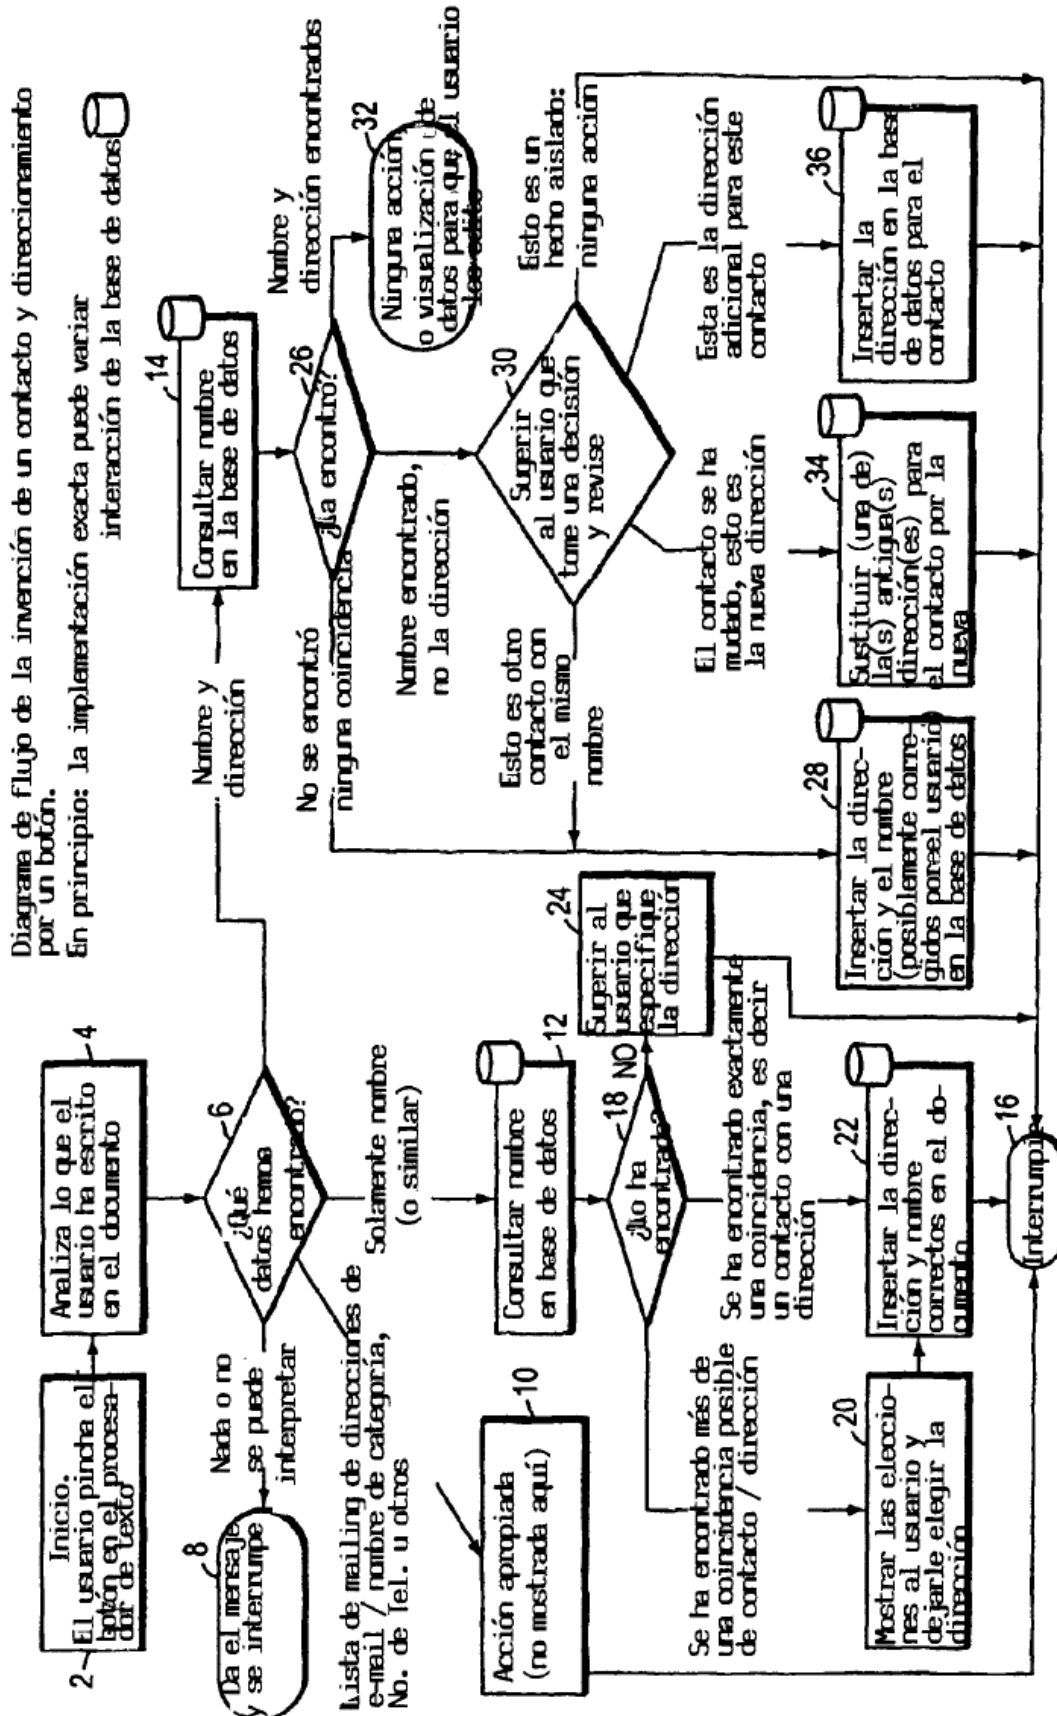 Diagrama de flujo de la invención de un contacto y direccionamiento
por un botón.
En principio: la implementación exacta puede variar
interacción de la base de datos
2
Inicio.
El usuario pincha el
botón en el procesa-
dor de texto
4
Analiza lo que el
usuario ha escrito
en el documento
6
¿Qué
datos hemos
encontrado?
Nada o no
se puede
interpretar
8
Da el mensaje
y se interrumpe
Lista de mailing de direcciones de
e-mail / nombre de categoría,
No. de Tel. u otros
10
Acción apropiada
(no mostrada aquí)
Solamente nombre
(o similar)
12
Consultar nombre
en base de datos
18
¿Lo ha
encontrado?
NO
24
Sugerir al
usuario que
especifique
la dirección
Se ha encontrado más de
una coincidencia posible
de contacto / dirección
Se ha encontrado exactamente
una coincidencia, es decir
un contacto con una
dirección
20
Mostrar las eleccio-
nes al usuario y
dejarle elegir la
dirección
22
Insertar la direc-
ción y nombre
correctos en el do-
cumento
16
Interrumpir
Nombre y
dirección
14
Consultar nombre
en la base de datos
26
¿La encontró?
Nombre y
dirección encontrados
32
Ninguna acción
o visualización de
datos para que el usuario
los edite
No se encontró
ninguna coincidencia
Nombre encontrado,
no la dirección
30
Sugerir
al usuario que
tome una decisión
y revise
Esto es otro
contacto con
el mismo
nombre
El contacto se ha
mudado, esto es
la nueva dirección
Esta es la dirección
adicional para este
contacto
Esto es un
hecho aislado:
ninguna acción
28
Insertar la direc-
ción y el nombre
(posiblemente corre-
gidos poreel usuario)
en la base de datos
34
Sustituir (una de)
la(s) antigua(s)
dirección(es) para
el contacto por la
nueva
36
Insertar la
dirección en la base
de datos para el
contacto